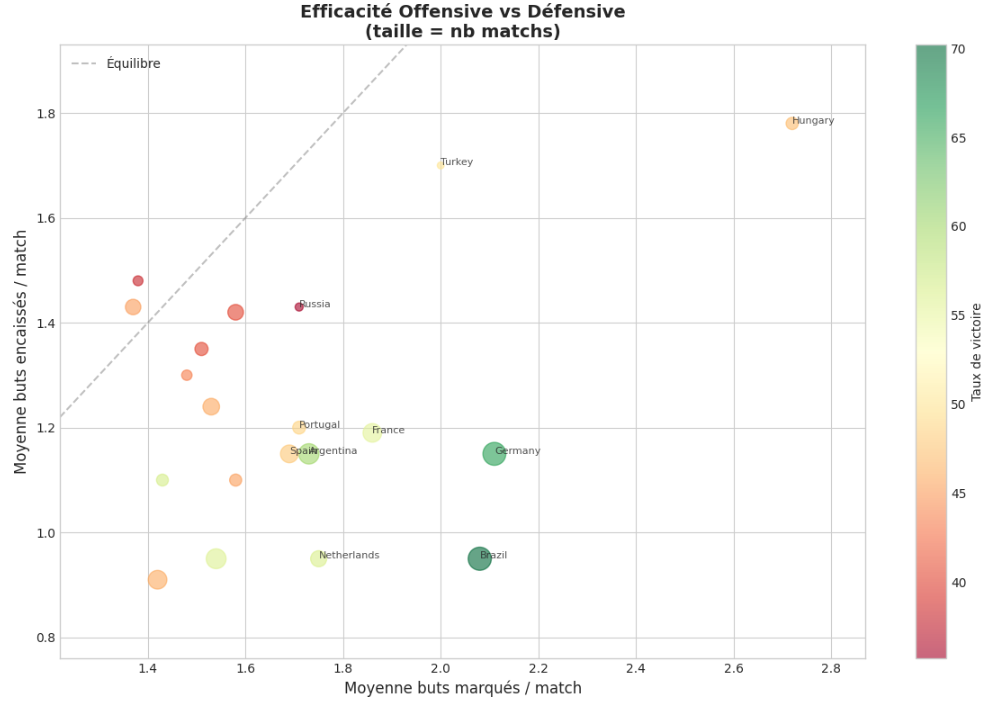 Efficacité Offensive vs Défensive
(taille = nb matchs)
Équilibre
Hungary
Turkey
Russia
Portugal
France
Spain
Argentina
Germany
Netherlands
Brazil
1.8
1.6
1.4
1.2
1.0
0.8
Moyenne buts encaissés / match
1.4
1.6
1.8
2.0
2.2
2.4
2.6
2.8
Moyenne buts marqués / match
70
65
60
55
50
45
40
Taux de victoire